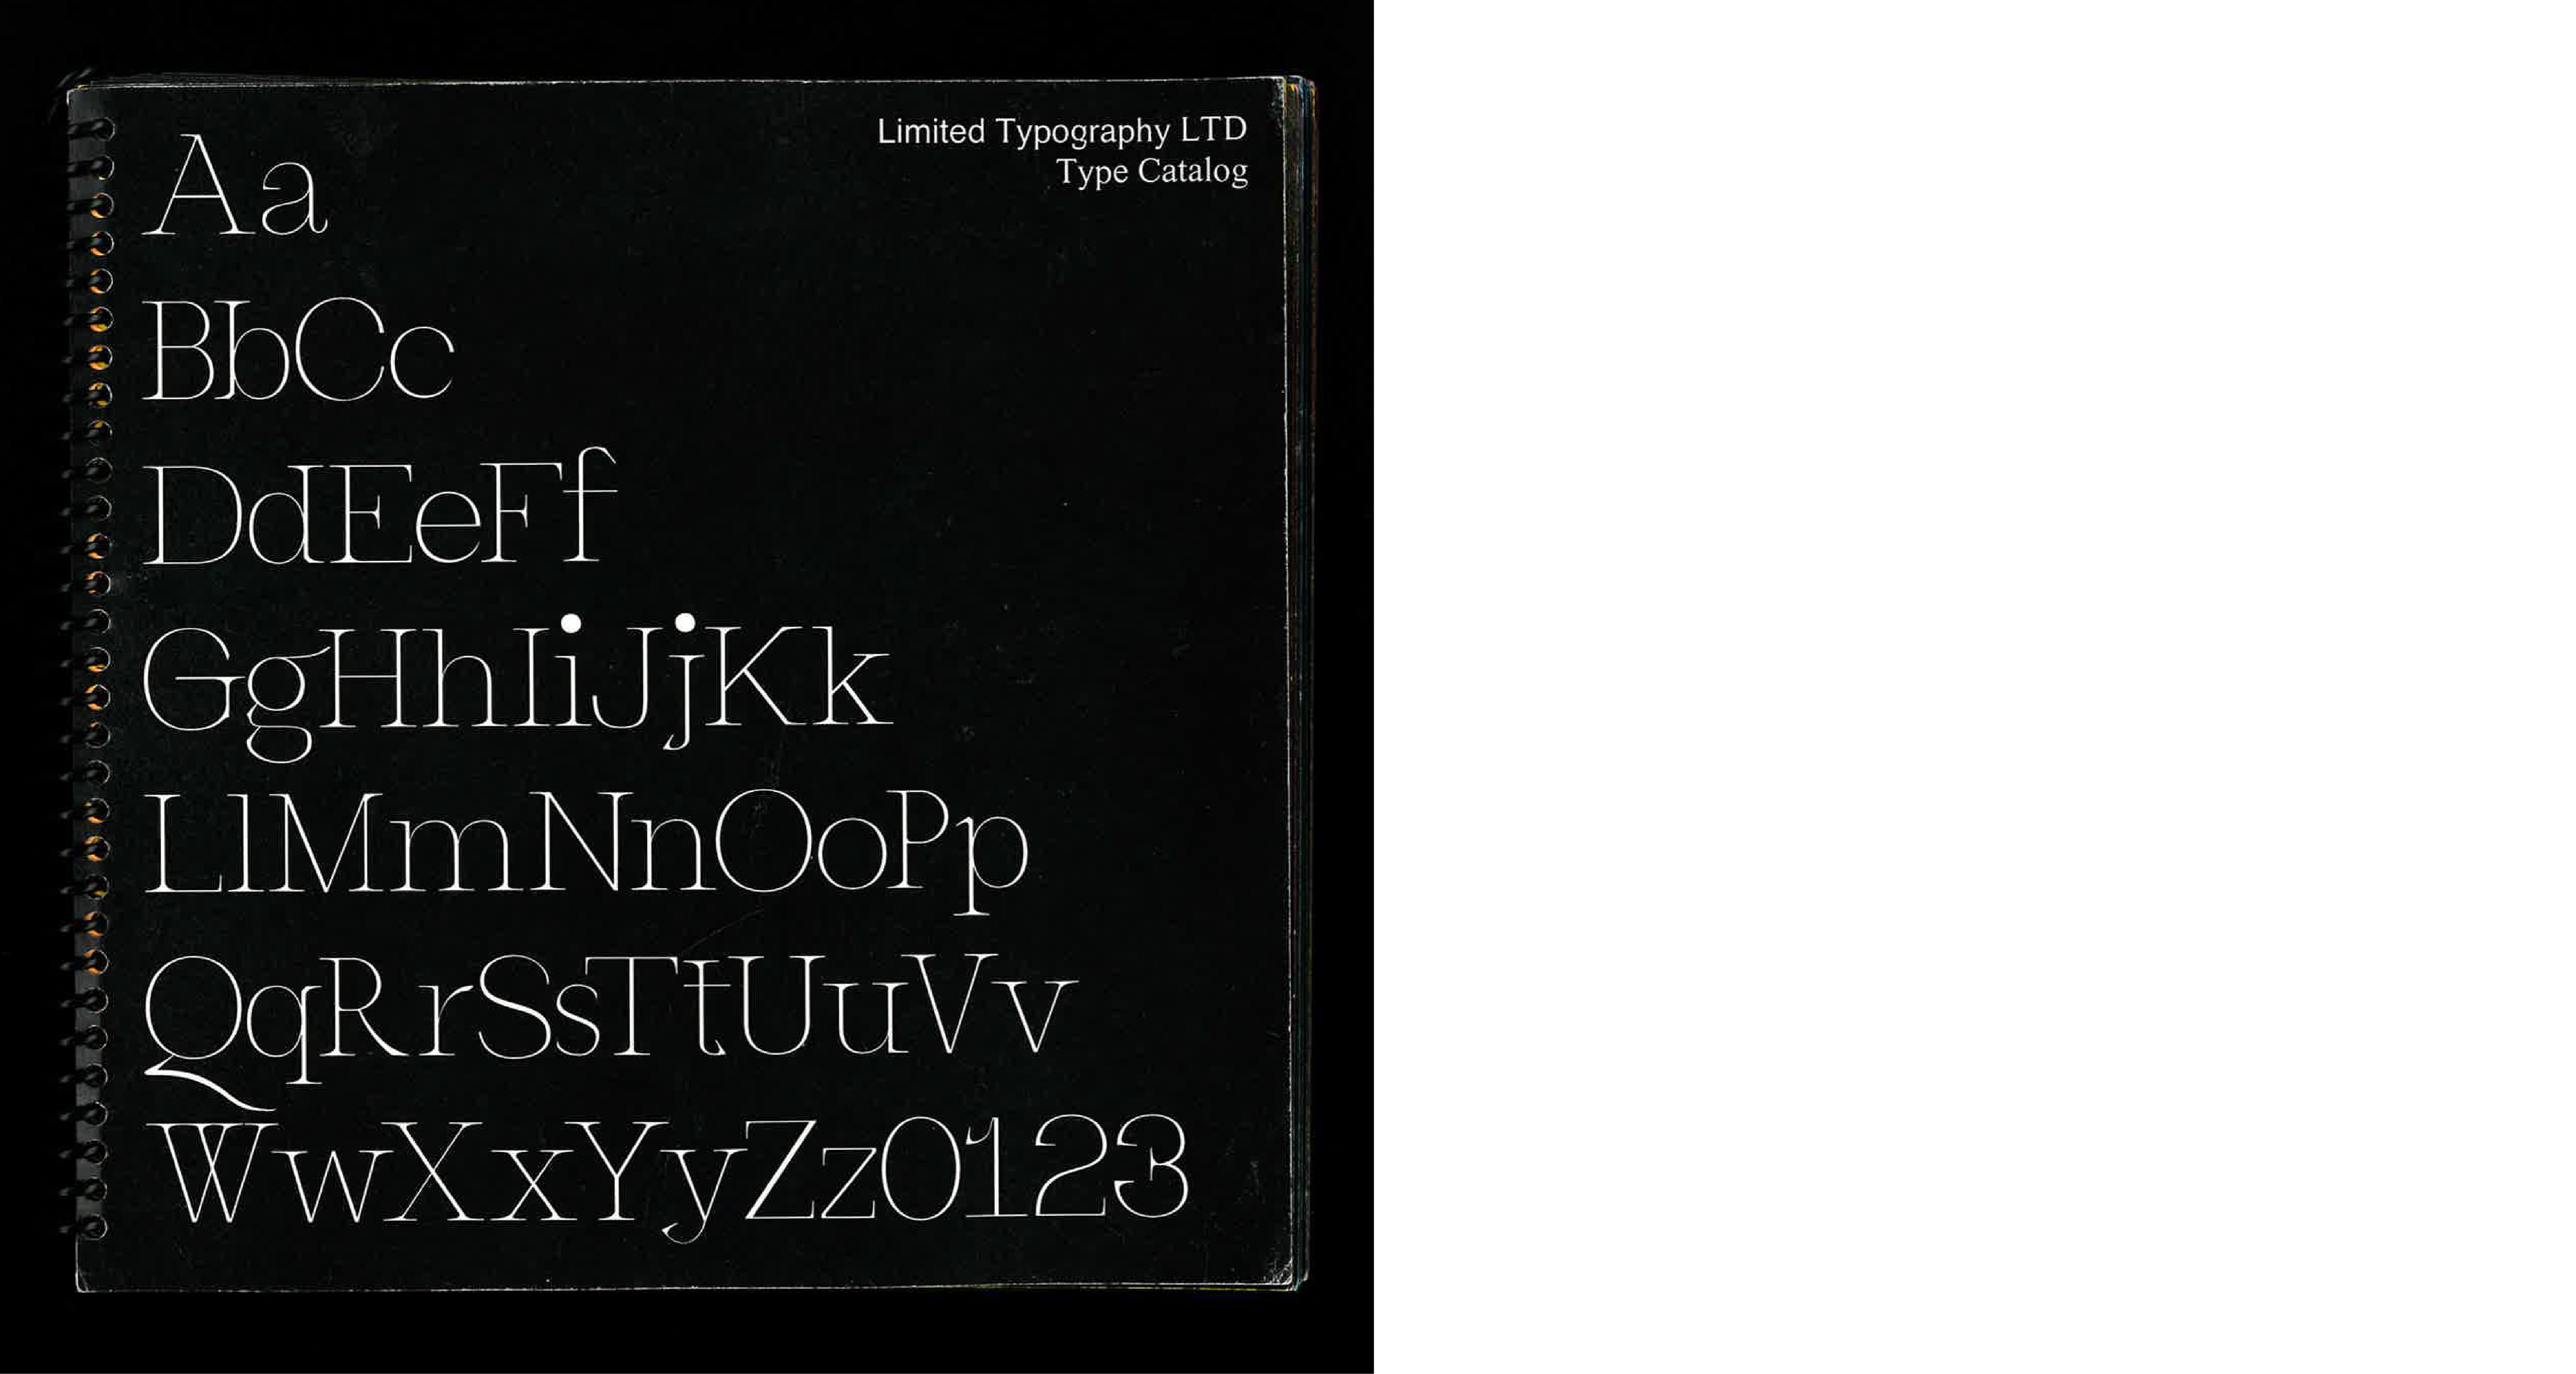 Limited Typography LTD
Type Catalog
Aa
BbCc
DdEeFf
GgHhIiJjKk
LlMmNnOoPp
QqRrSsTtUuVv
WwXxYyZz0123